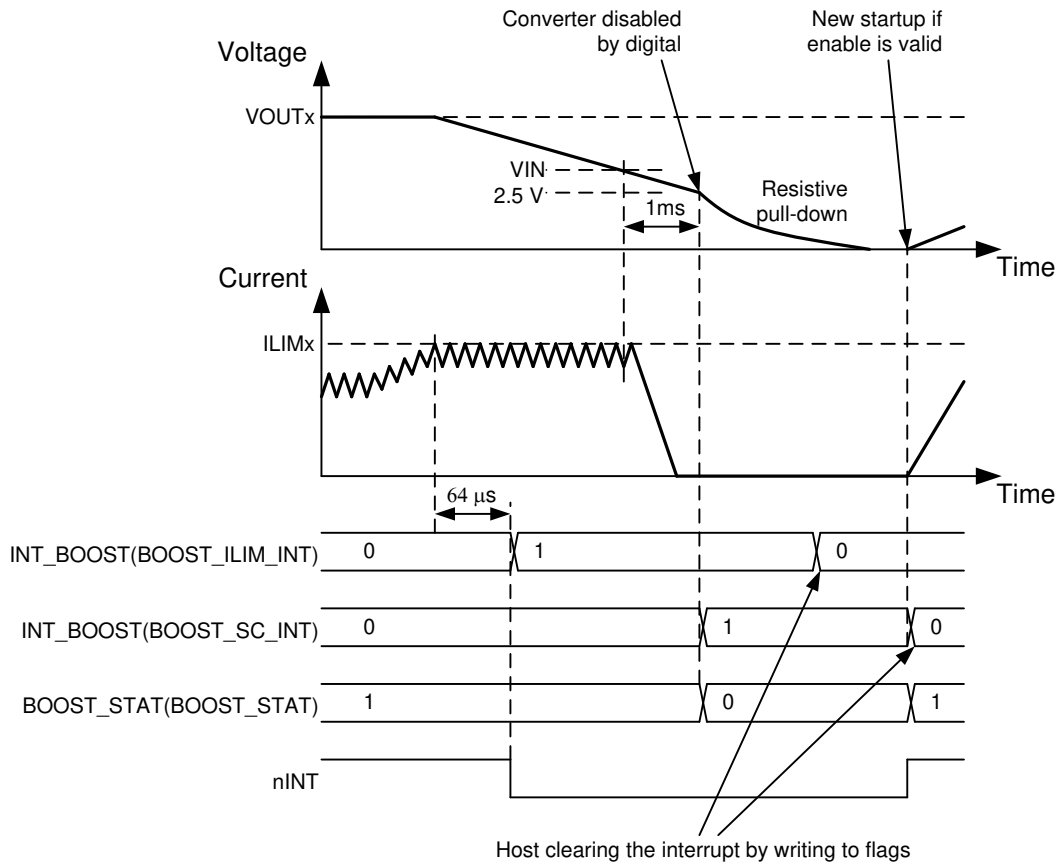 Converter disabled
by digital
New startup if
enable is valid
Voltage
VOUTx
VIN
2.5 V
1ms
Resistive
pull-down
Time
Current
ILIMx
Time
64 μs
INT_BOOST(BOOST_ILIM_INT)
0
1
0
INT_BOOST(BOOST_SC_INT)
0
1
0
BOOST_STAT(BOOST_STAT)
1
0
1
nINT
Host clearing the interrupt by writing to flags